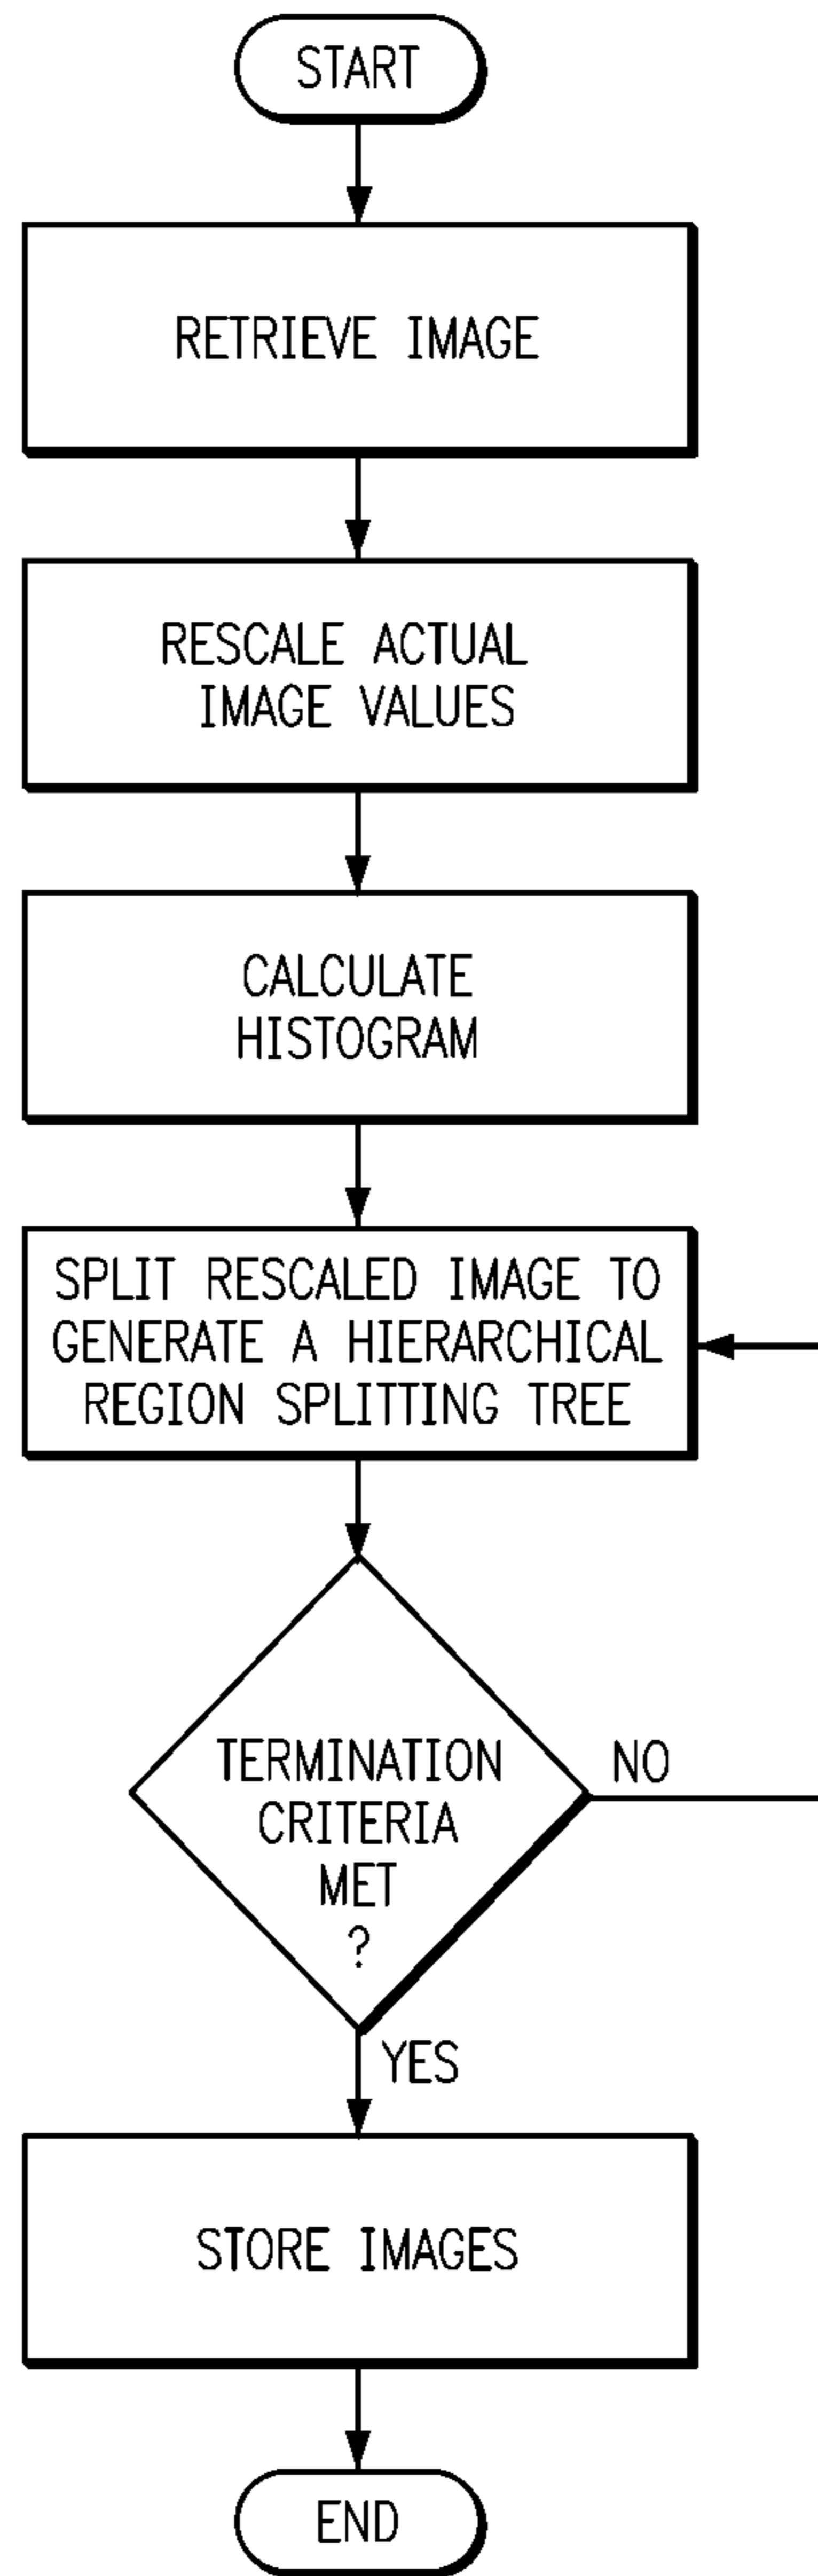 START
RETRIEVE IMAGE
RESCALE ACTUAL
IMAGE VALUES
CALCULATE
HISTOGRAM
SPLIT RESCALED IMAGE TO
GENERATE A HIERARCHICAL
REGION SPLITTING TREE
TERMINATION
CRITERIA
MET
?
NO
YES
STORE IMAGES
END